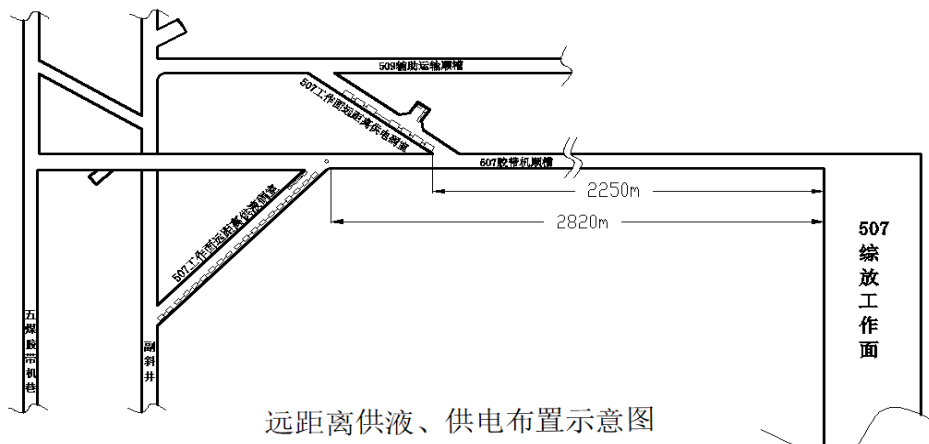 509辅助运输顺槽
507工作面远距离供电硐室
507胶带机顺槽
2250m
507工作面远距离供液硐室
2820m
507综放工作面
五煤胶带机巷
副斜井
远距离供液、供电布置示意图